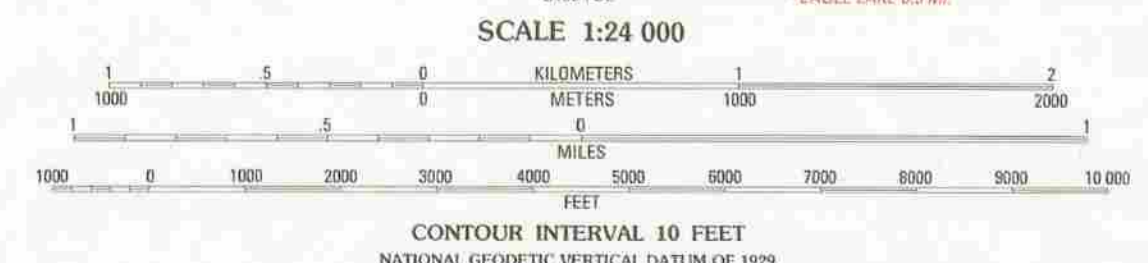 SCALE 1:24 000
1 .5 0 KILOMETERS 1 2
1000 0 METERS 1000 2000
1 .5 0 1
MILES
1000 0 1000 2000 3000 4000 5000 6000 7000 8000 9000 10 000
FEET
CONTOUR INTERVAL 10 FEET
NATIONAL GEODETIC VERTICAL DATUM OF 1929